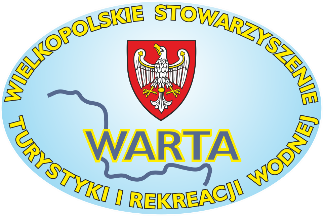 WIELKOPOLSKIE STOWARZYSZENIE
WARTA
TURYSTYKI I REKREACJI WODNEJ